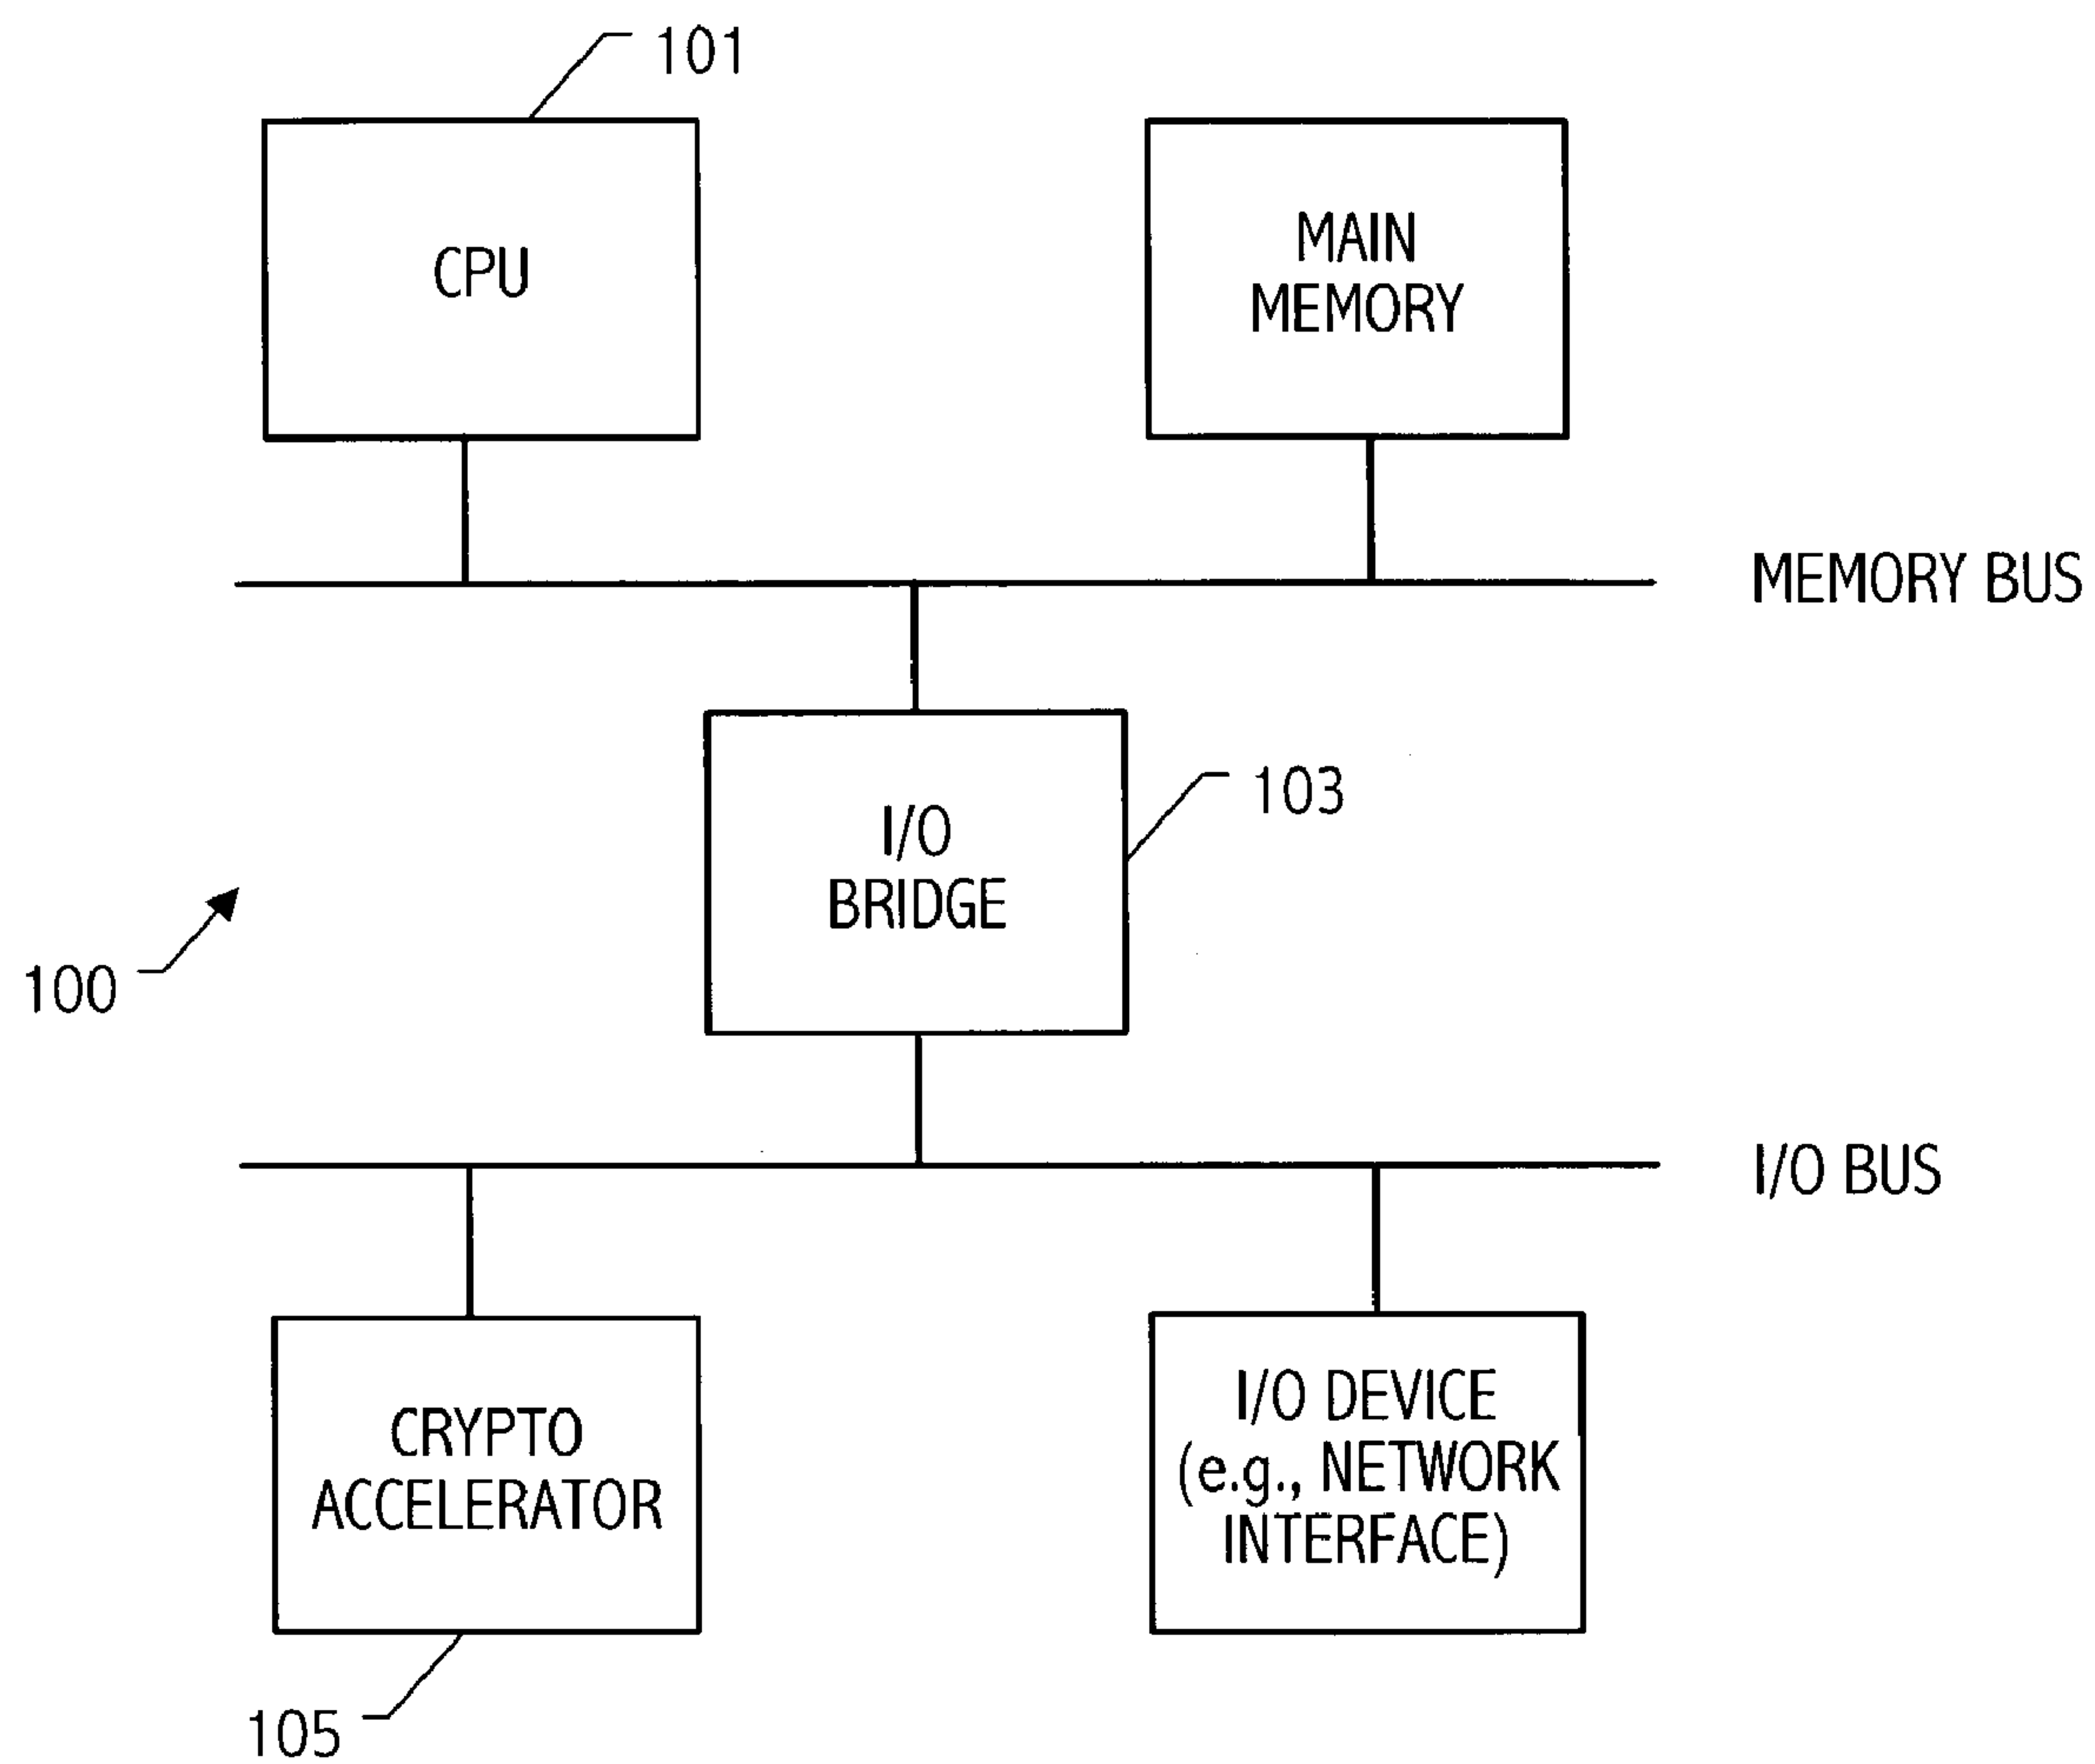 101
CPU
MAIN
MEMORY
MEMORY BUS
I/O
BRIDGE
103
100
I/O BUS
CRYPTO
ACCELERATOR
I/O DEVICE
(e.g., NETWORK
INTERFACE)
105